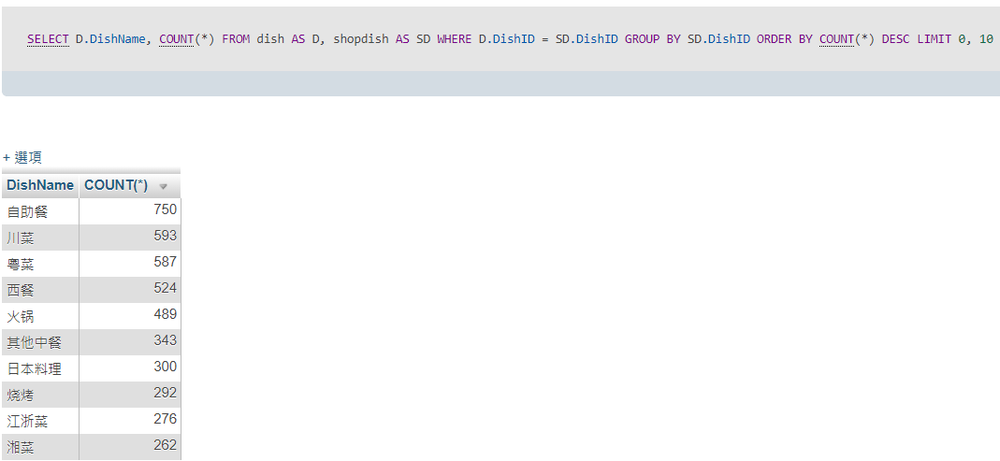 SELECT D.DishName, COUNT(*) FROM dish AS D, shopdish AS SD WHERE D.DishID = SD.DishID GROUP BY SD.DishID ORDER BY COUNT(*) DESC LIMIT 0, 10
+ 選項
DishName COUNT(*)
自助餐 750
川菜 593
粵菜 587
西餐 524
火锅 489
其他中餐 343
日本料理 300
烧烤 292
江浙菜 276
湘菜 262